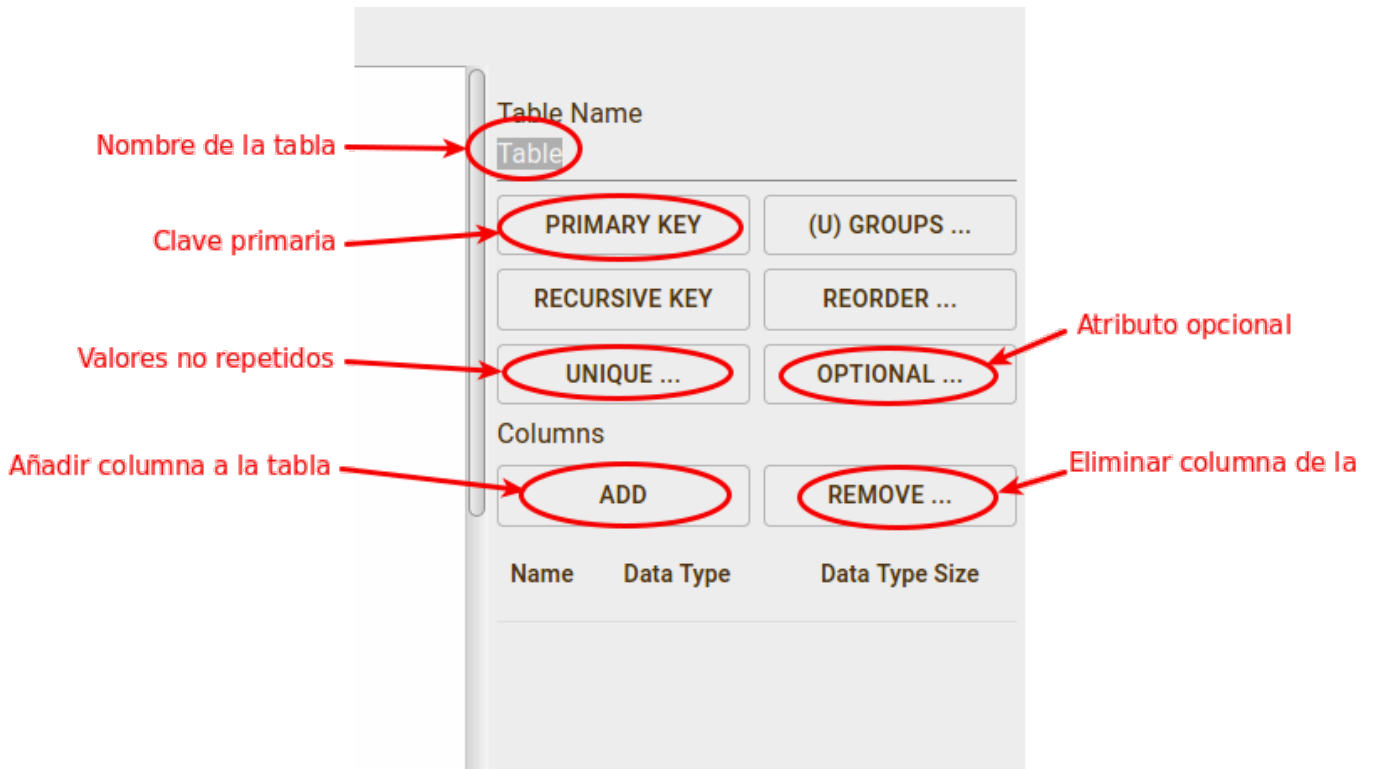 Table Name
Nombre de la tabla
Table
Clave primaria
PRIMARY KEY
(U) GROUPS ...
RECURSIVE KEY
REORDER ...
Atributo opcional
Valores no repetidos
UNIQUE ...
OPTIONAL ...
Columns
Añadir columna a la tabla
Eliminar columna de la
ADD
REMOVE ...
Name
Data Type
Data Type Size